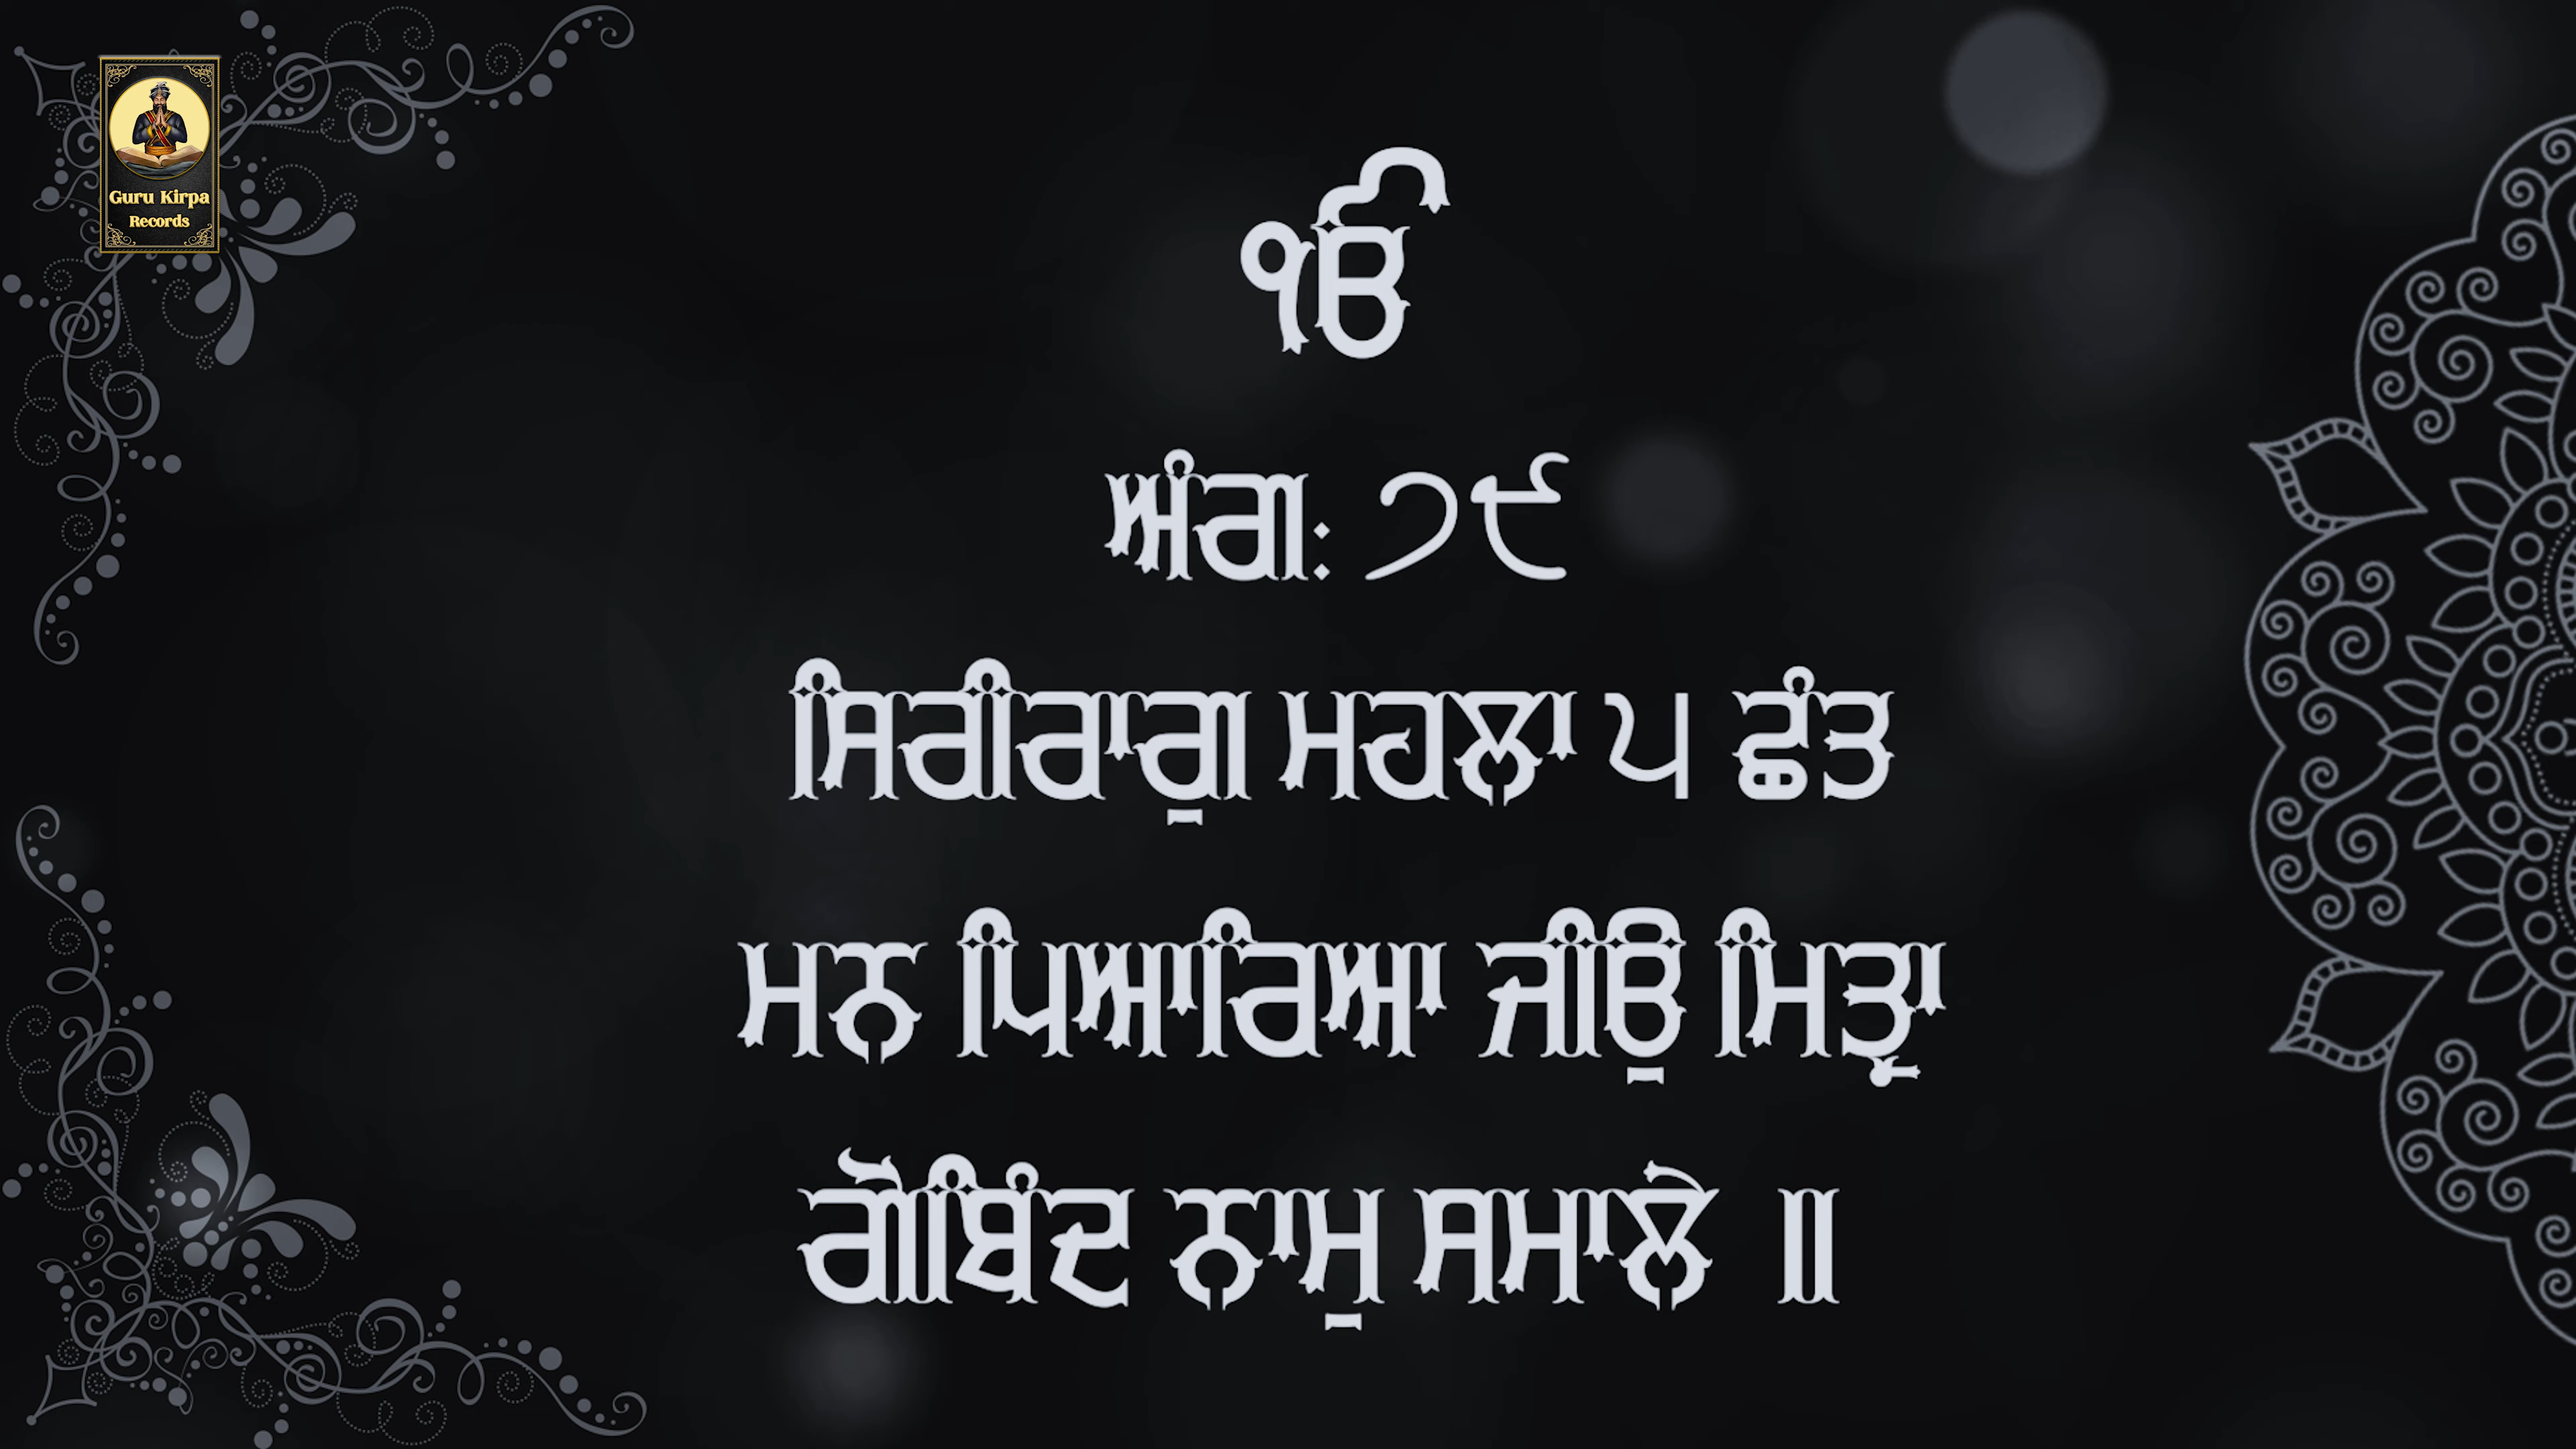 Guru Kirpa
Records
ੴ
ਅੰਗ: ੭੯
ਸਿਰੀਰਾਗੁ ਮਹਲਾ ੫ ਛੰਤ
ਮਨ ਪਿਆਰਿਆ ਜੀਉ ਮਿਤ੍ਰਾ
ਗੋਬਿੰਦ ਨਾਮੁ ਸਮਾਲੇ ॥